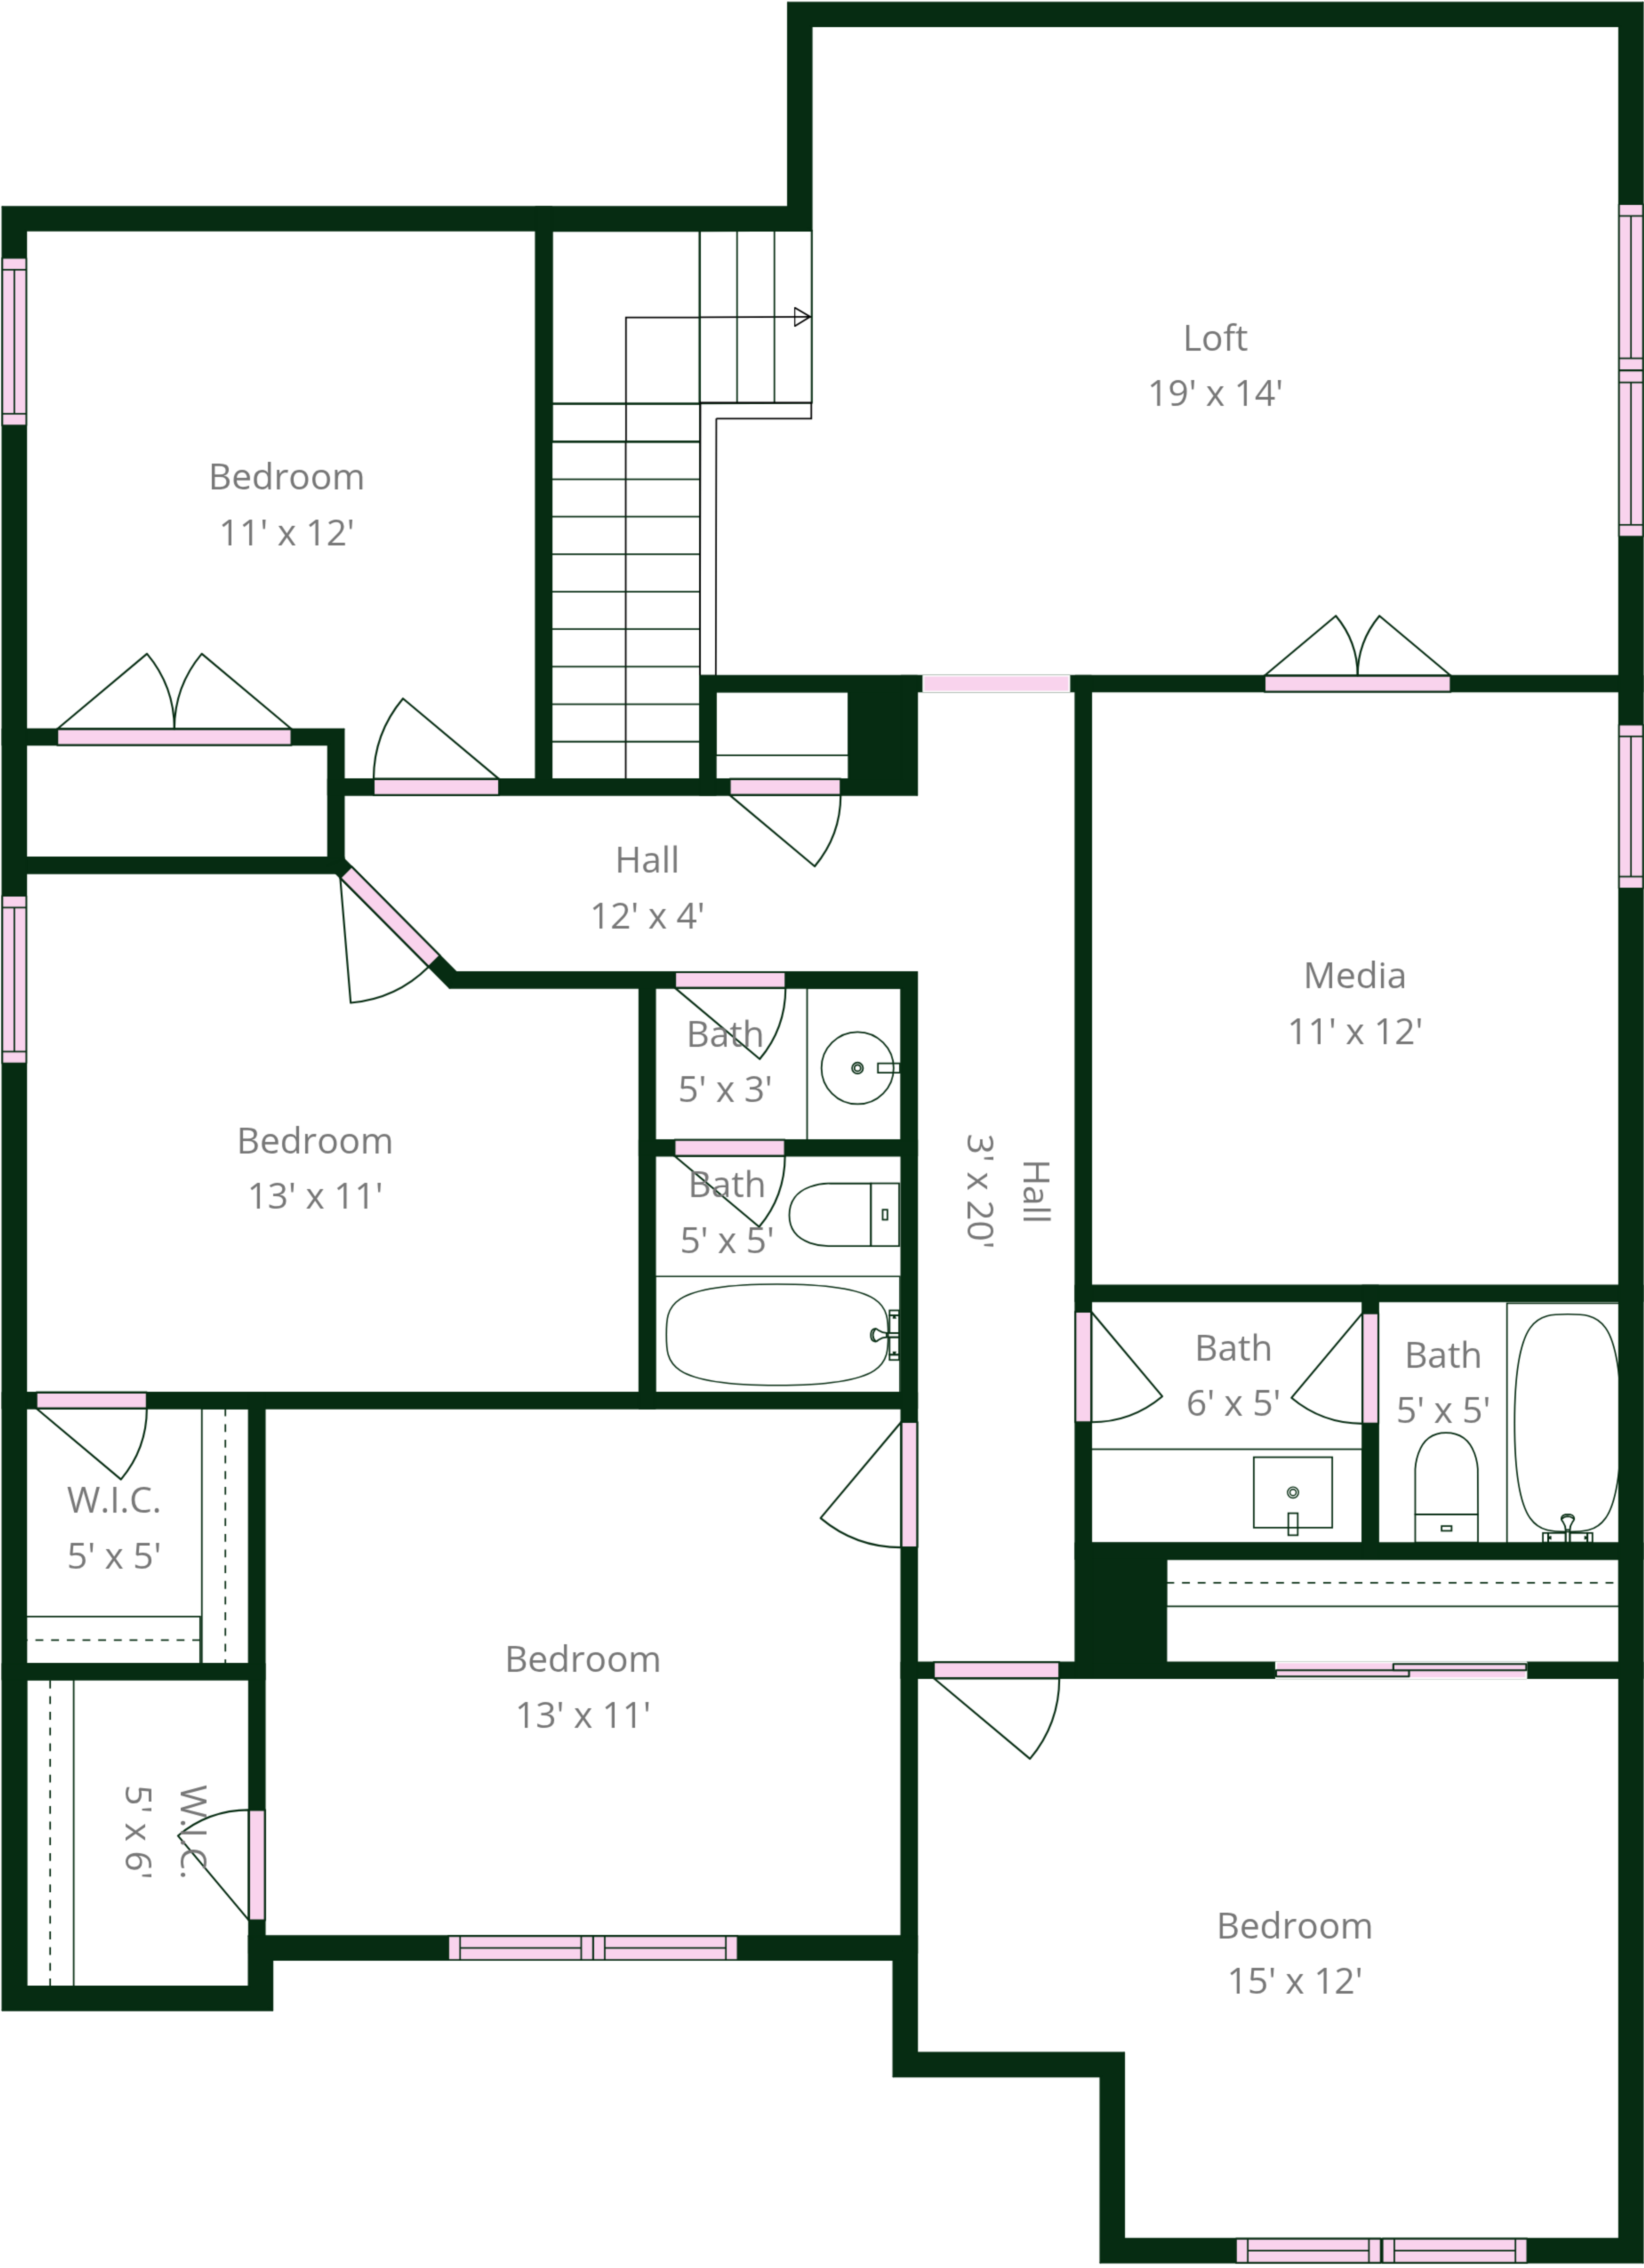 Loft
19' x 14'
Bedroom
11' x 12'
Hall
12' x 4'
Media
11' x 12'
Bath
5' x 3'
Bedroom
13' x 11'
Hall
3' x 20'
Bath
5' x 5'
Bath
6' x 5'
Bath
5' x 5'
W.I.C.
5' x 5'
Bedroom
13' x 11'
W.I.C.
5' x 6'
Bedroom
15' x 12'